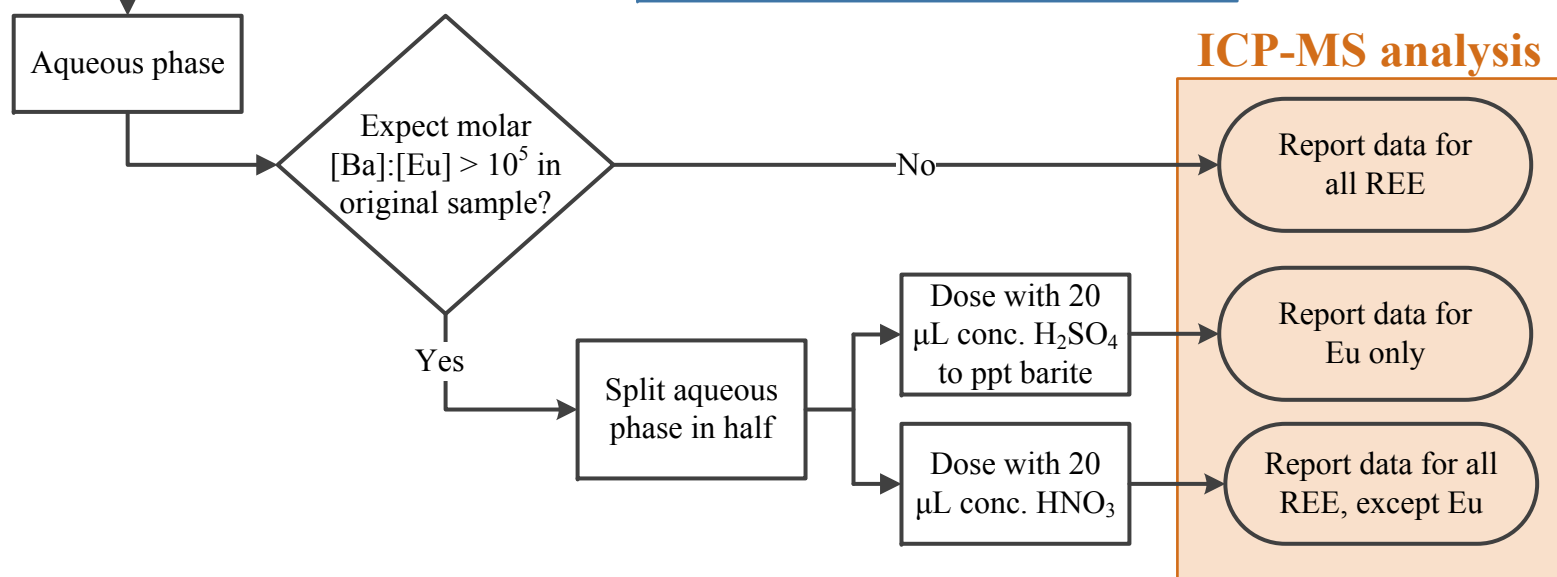 ICP-MS analysis
Aqueous phase
Expect molar
[Ba]:[Eu] > 10⁵ in
original sample?
No
Report data for
all REE
Yes
Split aqueous
phase in half
Dose with 20
μL conc. H₂SO₄
to ppt barite
Report data for
Eu only
Dose with 20
μL conc. HNO₃
Report data for all
REE, except Eu